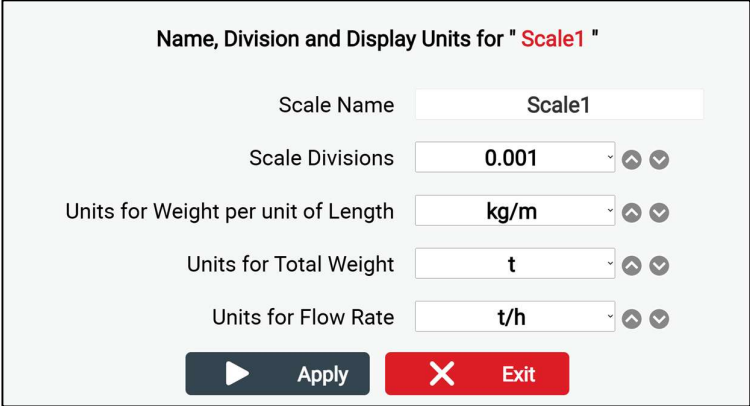 Name, Division and Display Units for " Scale1 "
Scale Name Scale1
Scale Divisions 0.001
Units for Weight per unit of Length kg/m
Units for Total Weight t
Units for Flow Rate t/h
Apply Exit